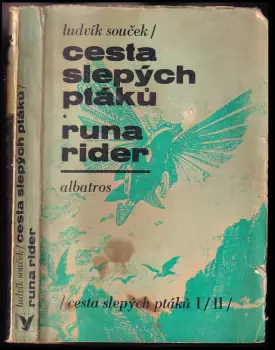 ludvík souček/
cesta
slepých
ptáků
·
runa
rider
albatros
/cesta slepých ptáků I/II/
ludvík souček/cesta slepých ptáků/
runa rider